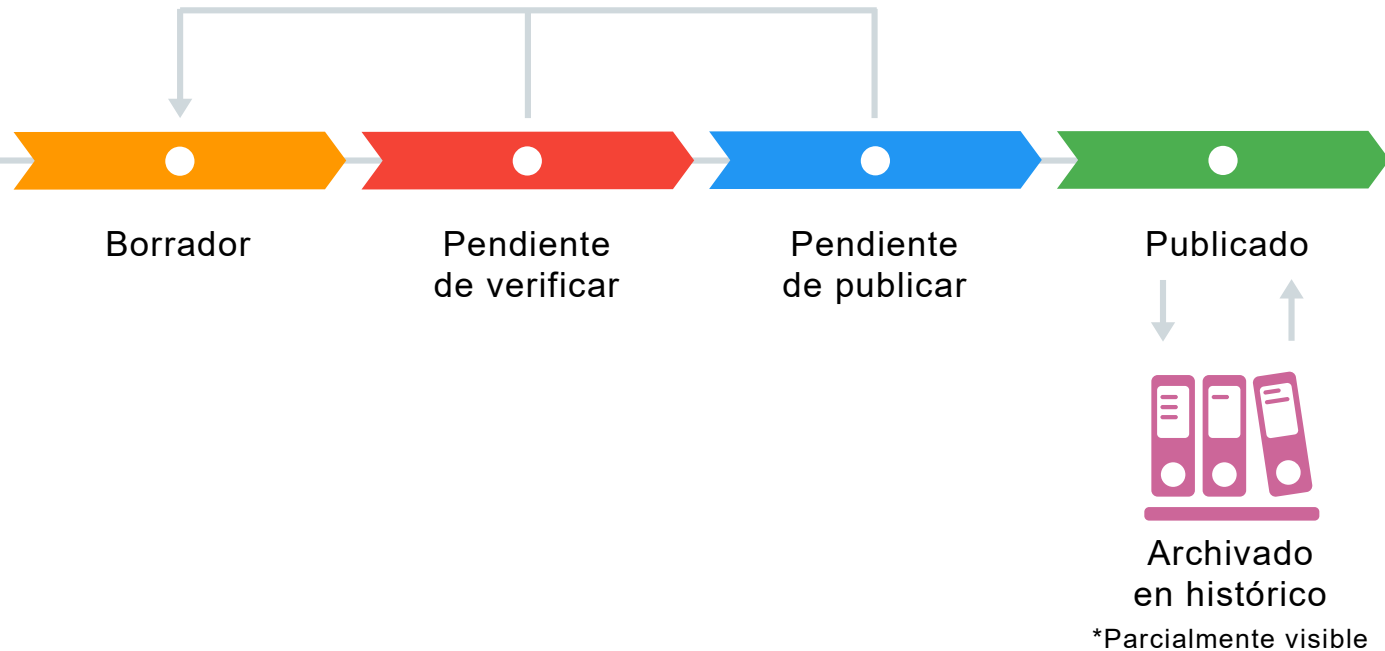 Borrador
Pendiente
de verificar
Pendiente
de publicar
Publicado
Archivado
en histórico
*Parcialmente visible